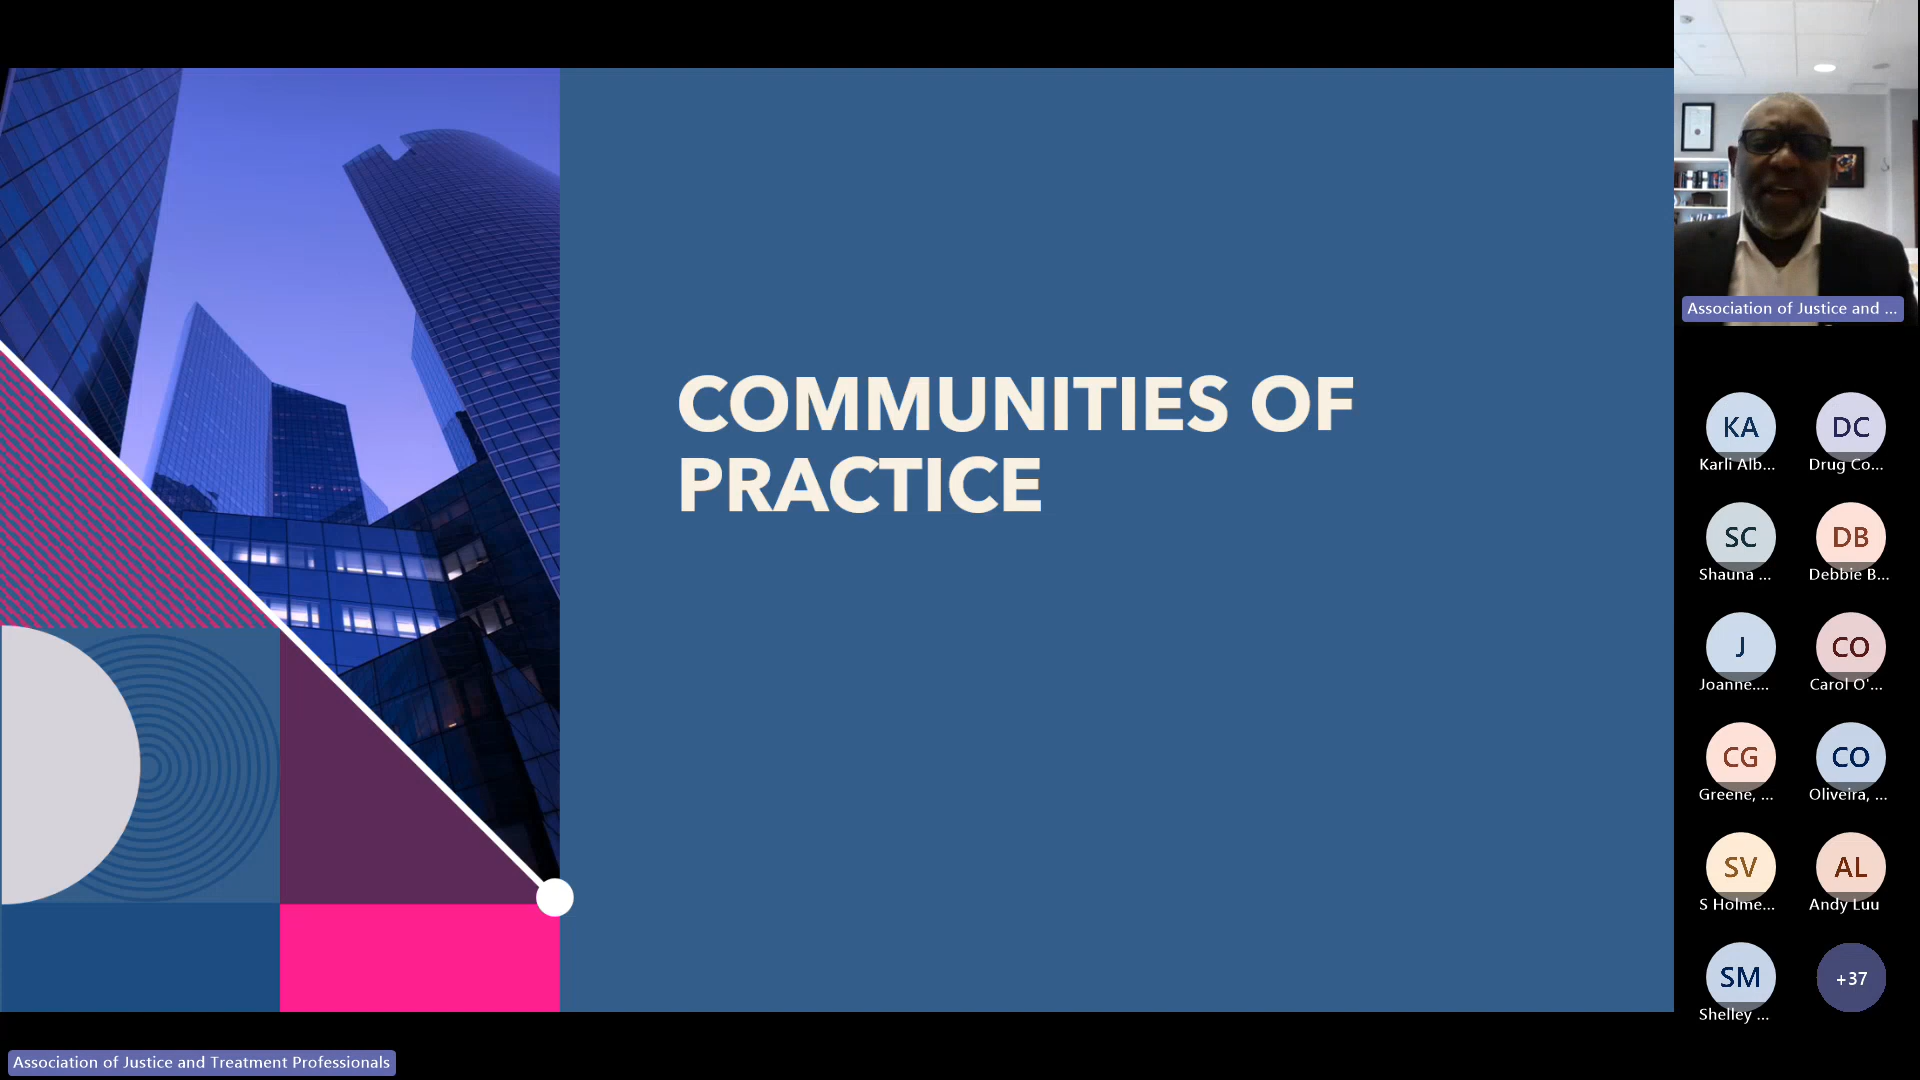 COMMUNITIES OF
PRACTICE
Association of Justice and ...
KA
DC
Karli Alb...
Drug Co...
SC
DB
Shauna ...
Debbie B...
J
CO
Joanne....
Carol O'...
CG
CO
Greene, ...
Oliveira, ...
SV
AL
S Holme...
Andy Luu
SM
+37
Shelley ...
Association of Justice and Treatment Professionals